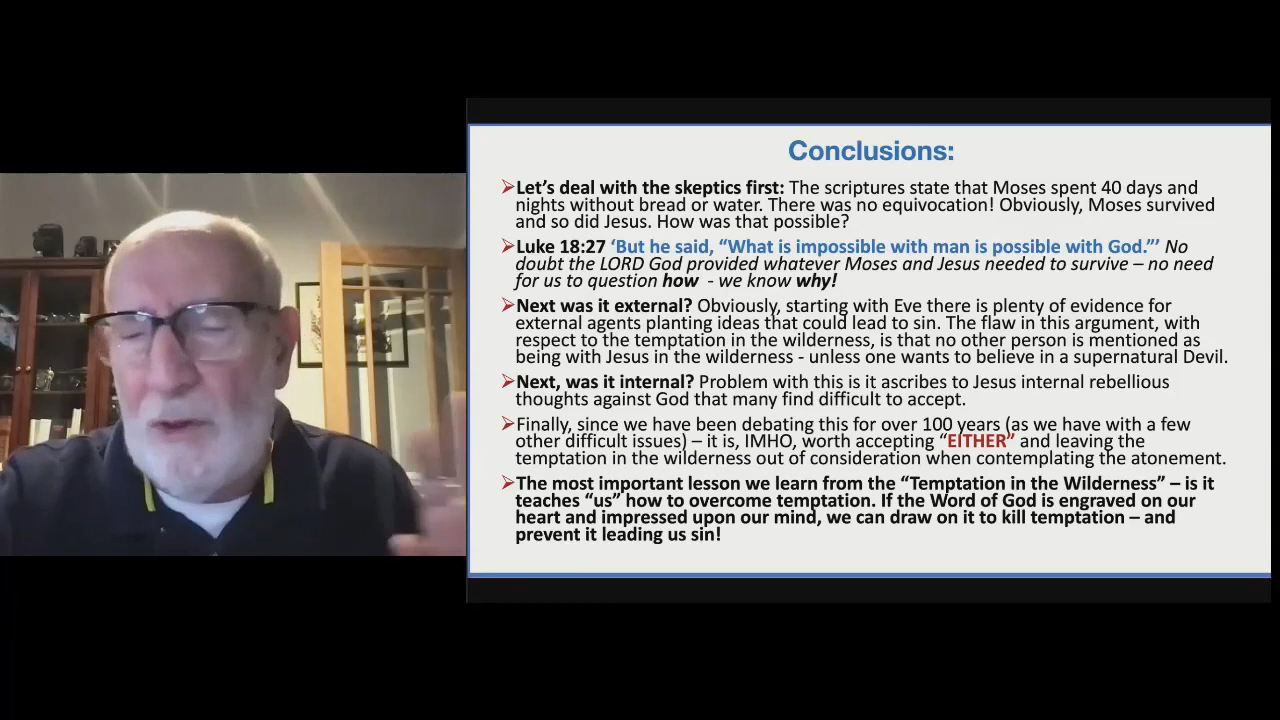 Conclusions:
➢Let’s deal with the skeptics first: The scriptures state that Moses spent 40 days and
nights without bread or water. There was no equivocation! Obviously, Moses survived
and so did Jesus. How was that possible?
➢Luke 18:27 ‘But he said, “What is impossible with man is possible with God.”’ No
doubt the LORD God provided whatever Moses and Jesus needed to survive – no need
for us to question how - we know why!
➢Next was it external? Obviously, starting with Eve there is plenty of evidence for
external agents planting ideas that could lead to sin. The flaw in this argument, with
respect to the temptation in the wilderness, is that no other person is mentioned as
being with Jesus in the wilderness - unless one wants to believe in a supernatural Devil.
➢Next, was it internal? Problem with this is it ascribes to Jesus internal rebellious
thoughts against God that many find difficult to accept.
➢Finally, since we have been debating this for over 100 years (as we have with a few
other difficult issues) – it is, IMHO, worth accepting “EITHER” and leaving the
temptation in the wilderness out of consideration when contemplating the atonement.
➢The most important lesson we learn from the “Temptation in the Wilderness” – is it
teaches “us” how to overcome temptation. If the Word of God is engraved on our
heart and impressed upon our mind, we can draw on it to kill temptation – and
prevent it leading us sin!